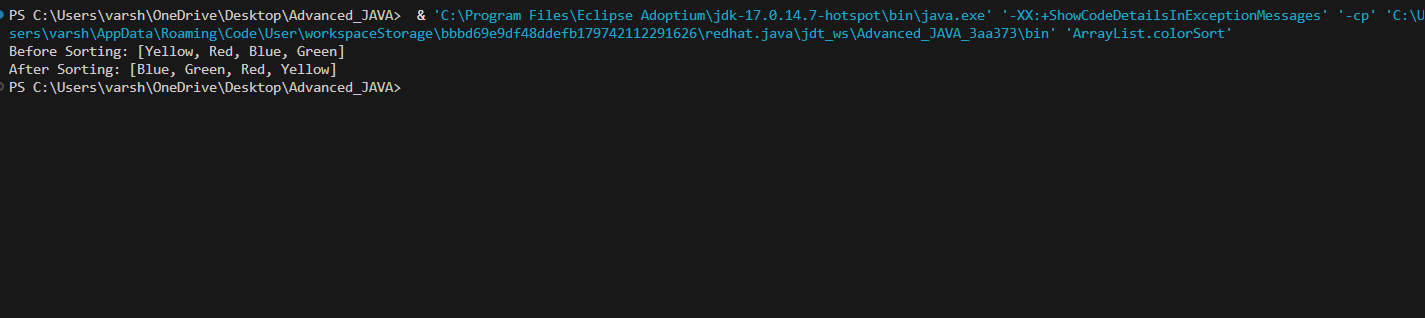 PS C:\Users\varsh\OneDrive\Desktop\Advanced_JAVA>  & 'C:\Program Files\Eclipse Adoptium\jdk-17.0.14.7-hotspot\bin\java.exe' '-XX:+ShowCodeDetailsInExceptionMessages' '-cp' 'C:\U
sers\varsh\AppData\Roaming\Code\User\workspaceStorage\bbbd69e9df48ddefb179742112291626\redhat.java\jdt_ws\Advanced_JAVA_3aa373\bin' 'ArrayList.colorSort'
Before Sorting: [Yellow, Red, Blue, Green]
After Sorting: [Blue, Green, Red, Yellow]
PS C:\Users\varsh\OneDrive\Desktop\Advanced_JAVA>